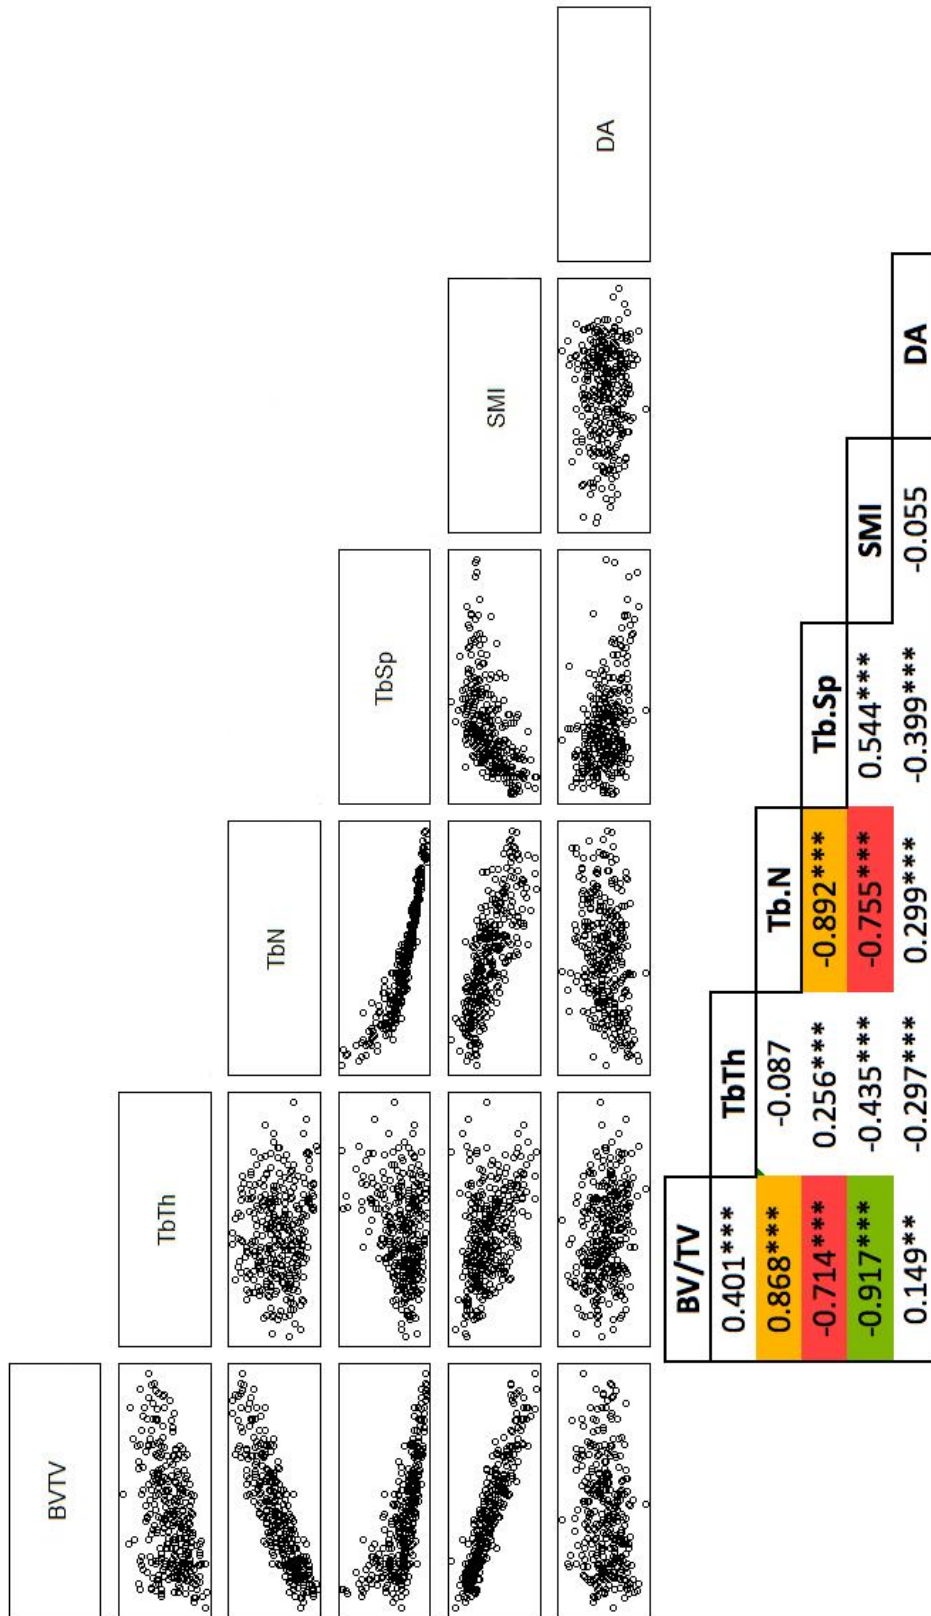 BVTV
TbTh
TbN
TbSp
SMI
DA
BV/TV
0.401***
TbTh
0.868***
-0.087
Tb.N
-0.714***
0.256***
-0.892***
Tb.Sp
-0.917***
-0.435***
-0.755***
0.544***
SMI
0.149**
-0.297***
0.299***
-0.399***
-0.055
DA